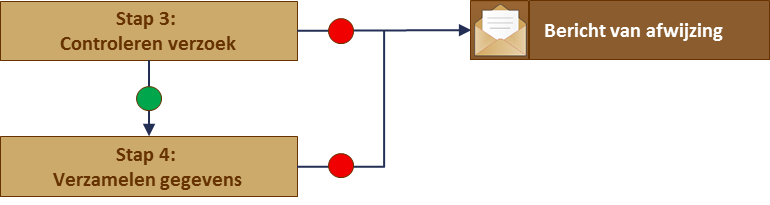 Stap 3:
Controleren verzoek
Bericht van afwijzing
Stap 4:
Verzamelen gegevens